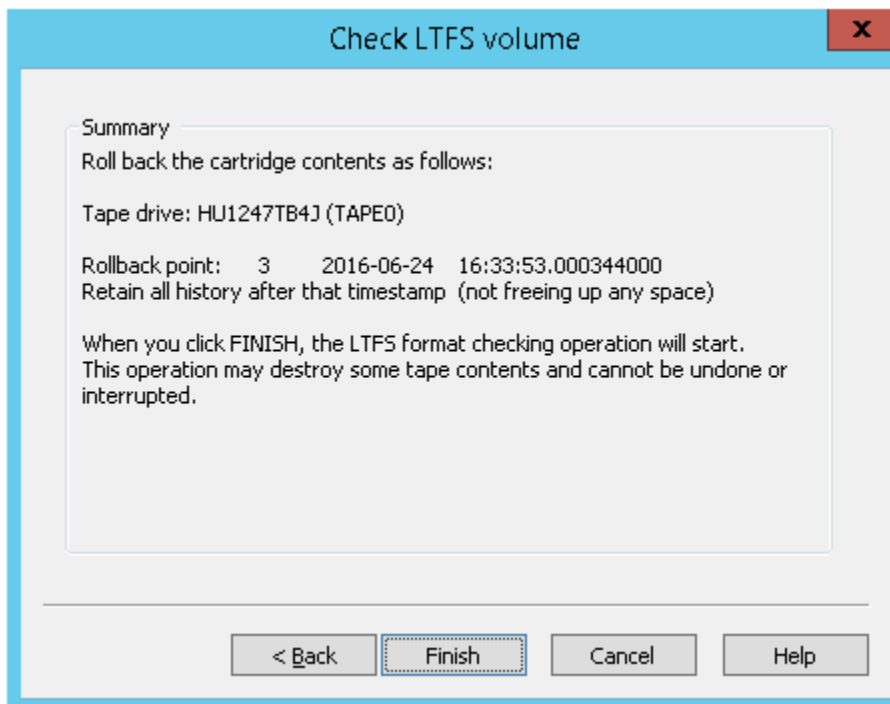 Check LTFS volume
x
Summary
Roll back the cartridge contents as follows:
Tape drive: HU1247TB4J (TAPE0)
Rollback point: 3 2016-06-24 16:33:53.000344000
Retain all history after that timestamp (not freeing up any space)
When you click FINISH, the LTFS format checking operation will start.
This operation may destroy some tape contents and cannot be undone or
interrupted.
< Back Finish Cancel Help